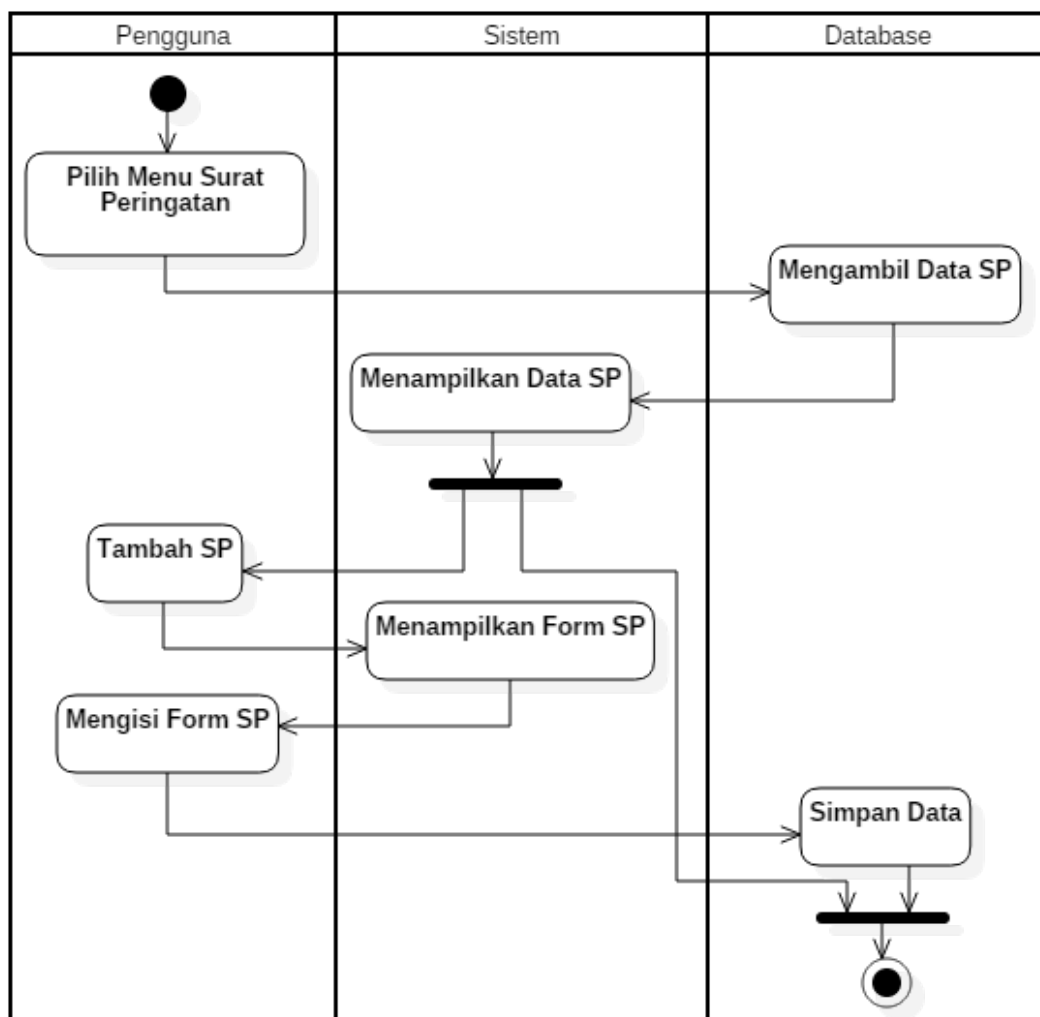 Pengguna
Sistem
Database
Pilih Menu Surat
Peringatan
Mengambil Data SP
Menampilkan Data SP
Tambah SP
Menampilkan Form SP
Mengisi Form SP
Simpan Data